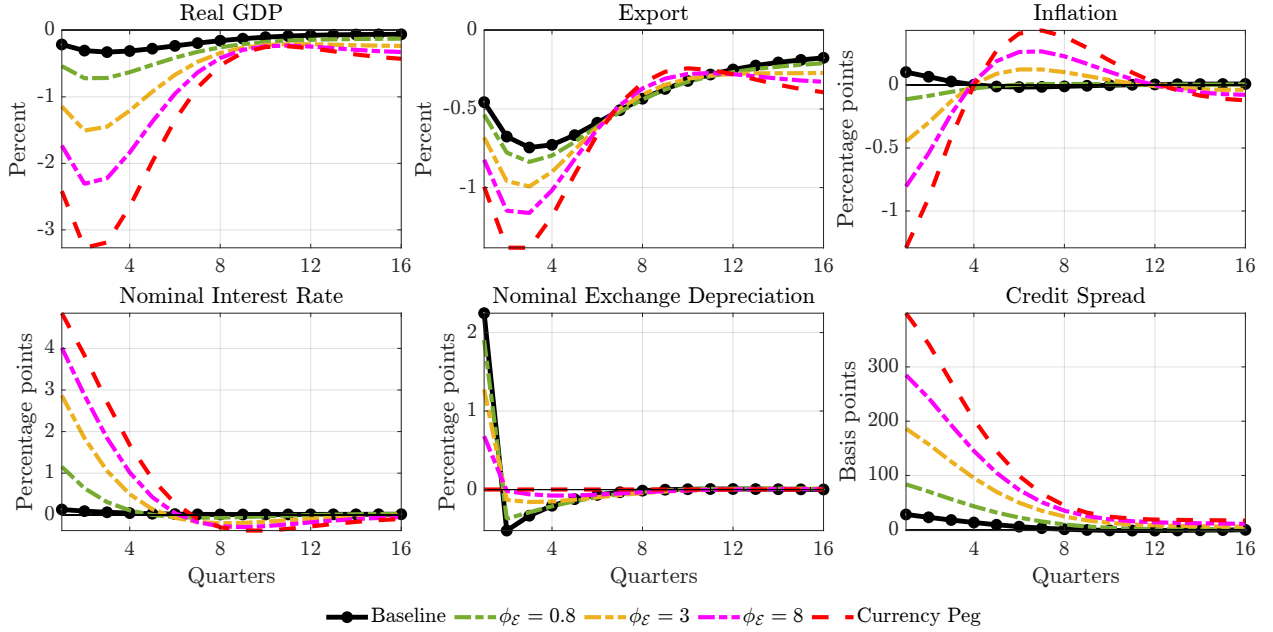 Real GDP
Export
Inflation
0
-1
-2
-3
Percent
4
8
12
16
0
-0.5
-1
Percent
4
8
12
16
1
0.5
0
-0.5
-1
Percentage points
4
8
12
16
Nominal Interest Rate
Nominal Exchange Depreciation
Credit Spread
4
3
2
1
0
Percentage points
4
8
12
16
Quarters
2
1
0
Percentage points
4
8
12
16
Quarters
300
200
100
0
Basis points
4
8
12
16
Quarters
Baseline
ϕ_ℰ = 0.8
ϕ_ℰ = 3
ϕ_ℰ = 8
Currency Peg